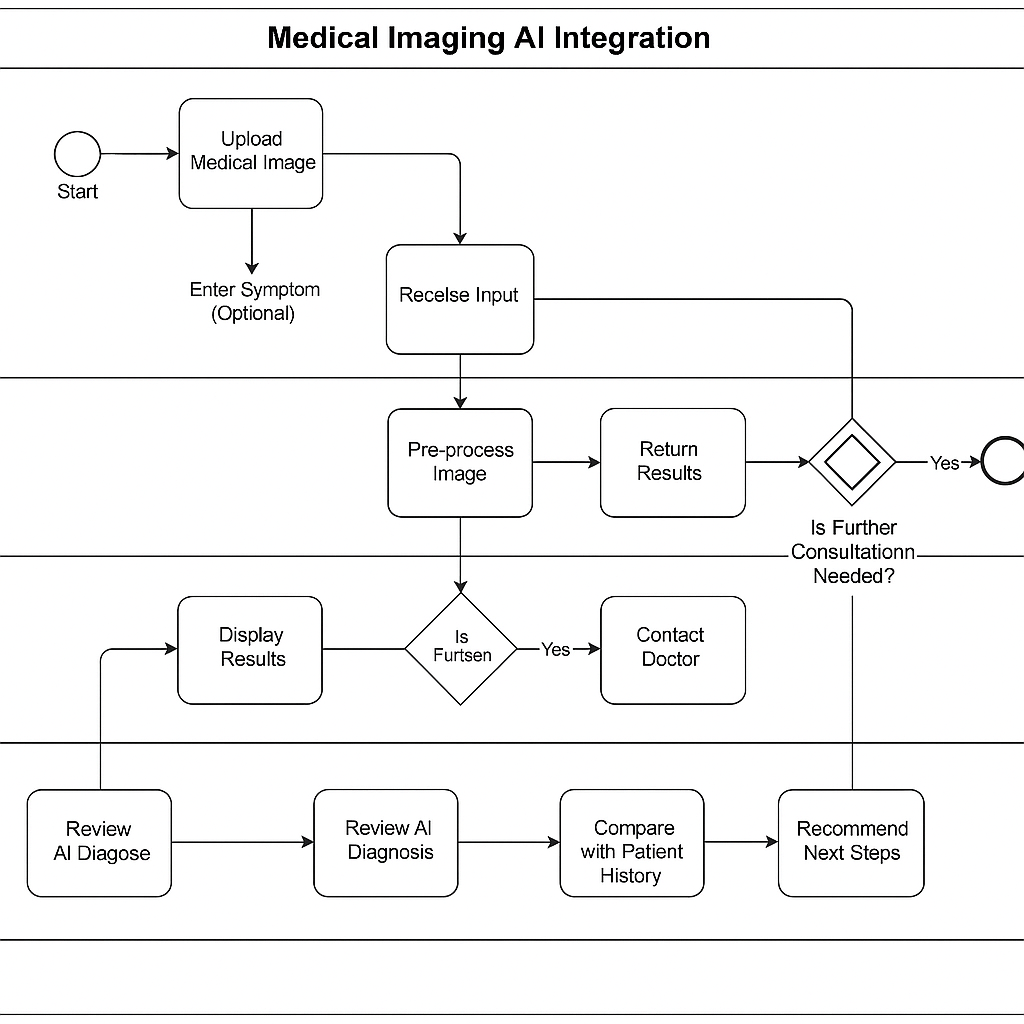 Medical Imaging AI Integration
Upload
Medical Image
Start
Enter Symptom
(Optional)
Recelse Input
Pre-process
Image
Return
Results
Yes
Is Further
Consultationn
Needed?
Display
Results
Is
Furtsen
Yes
Contact
Doctor
Review
AI Diagose
Review AI
Diagnosis
Compare
with Patient
History
Recommend
Next Steps